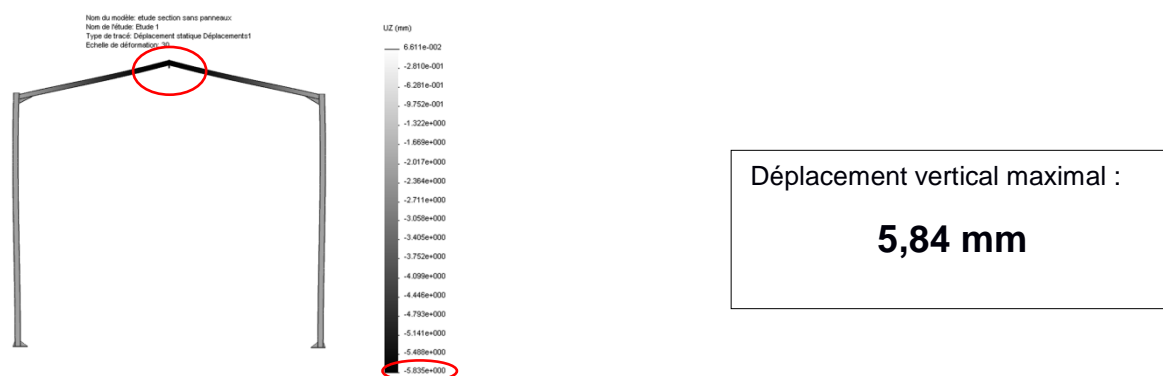 Nom du modèle: etude section sans panneaux
Nom de l'étude: Etude 1
Type de tracé: Déplacement statique Déplacements1
Echelle de déformation: 30
UZ (mm)
6.611e-002
-2.810e-001
-6.281e-001
-9.752e-001
-1.322e+000
-1.669e+000
-2.017e+000
-2.364e+000
-2.711e+000
-3.058e+000
-3.405e+000
-3.752e+000
-4.099e+000
-4.446e+000
-4.793e+000
-5.141e+000
-5.488e+000
-5.835e+000
Déplacement vertical maximal :
5,84 mm